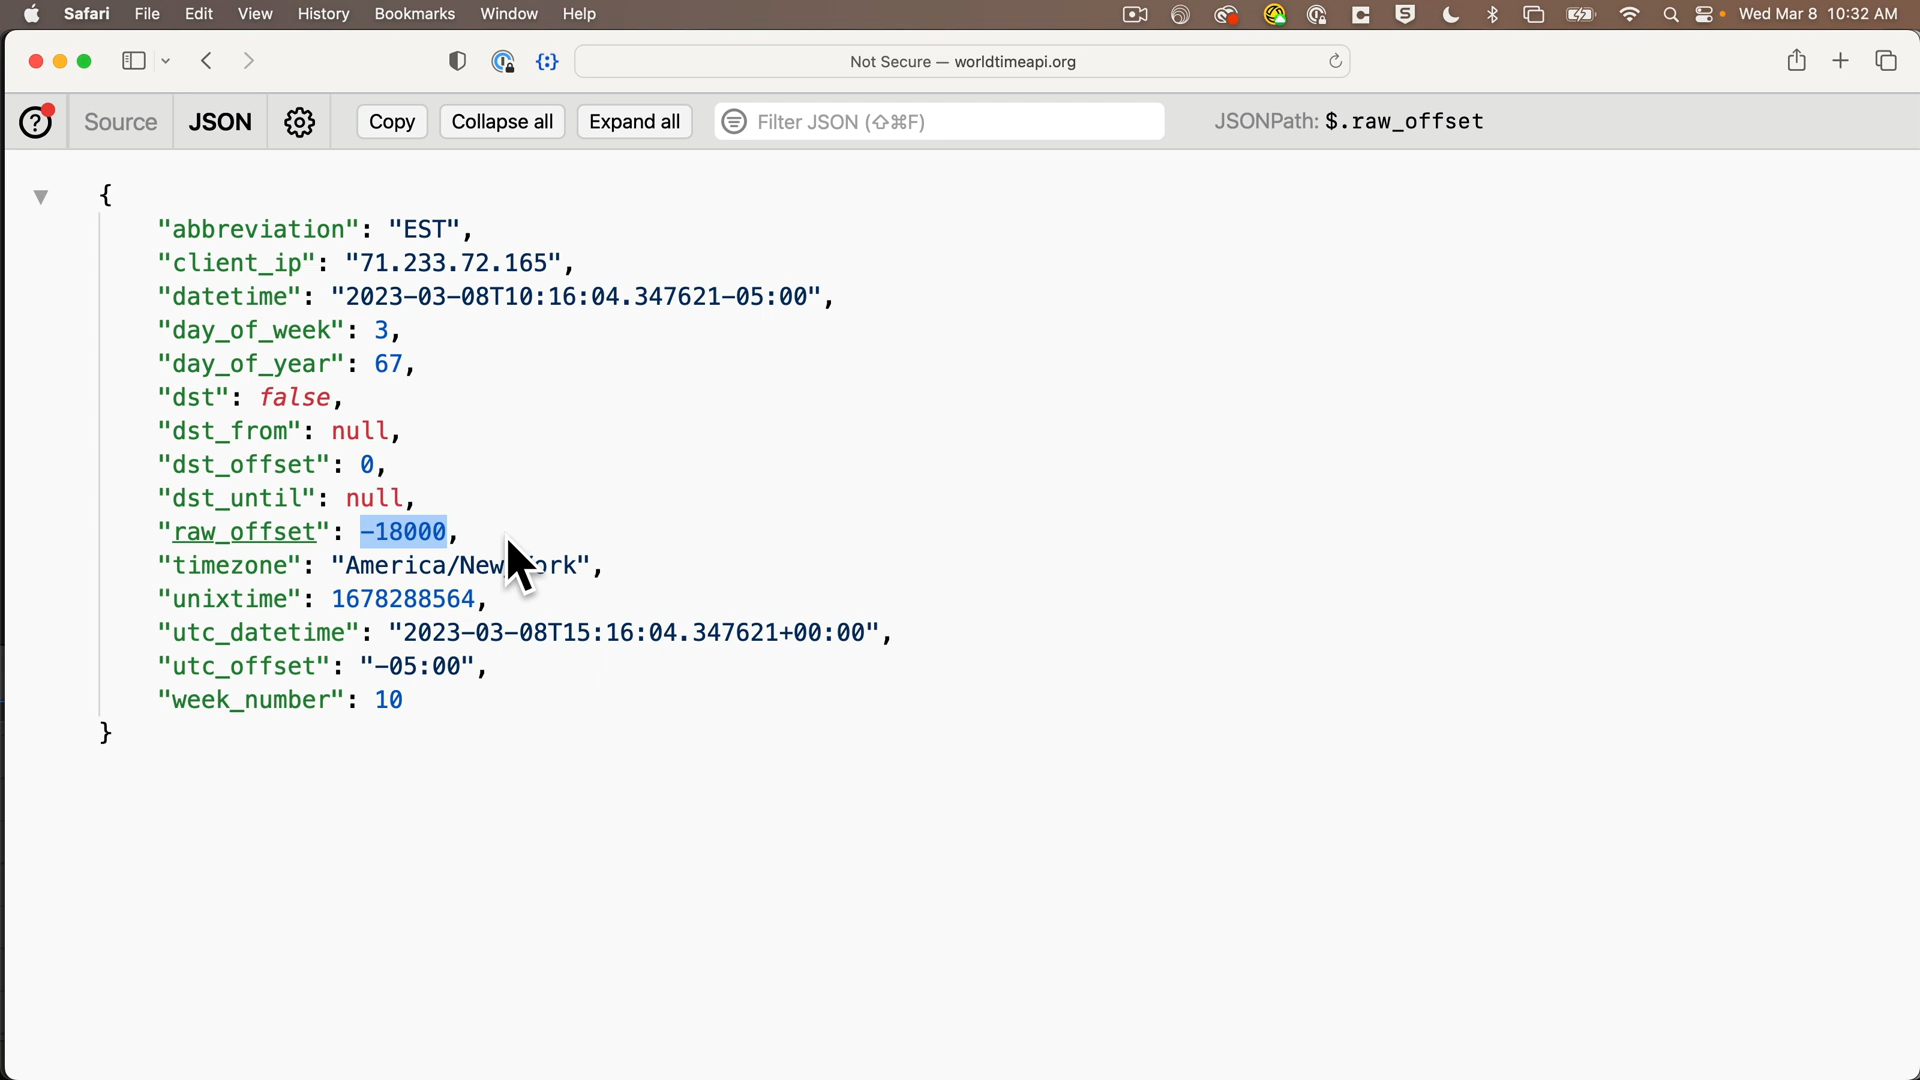 Safari File Edit View History Bookmarks Window Help Wed Mar 8 10:32 AM
Not Secure — worldtimeapi.org
Source JSON Copy Collapse all Expand all Filter JSON (⇧⌘F) JSONPath: $.raw_offset
{
"abbreviation": "EST",
"client_ip": "71.233.72.165",
"datetime": "2023-03-08T10:16:04.347621-05:00",
"day_of_week": 3,
"day_of_year": 67,
"dst": false,
"dst_from": null,
"dst_offset": 0,
"dst_until": null,
"raw_offset": -18000,
"timezone": "America/New_York",
"unixtime": 1678288564,
"utc_datetime": "2023-03-08T15:16:04.347621+00:00",
"utc_offset": "-05:00",
"week_number": 10
}